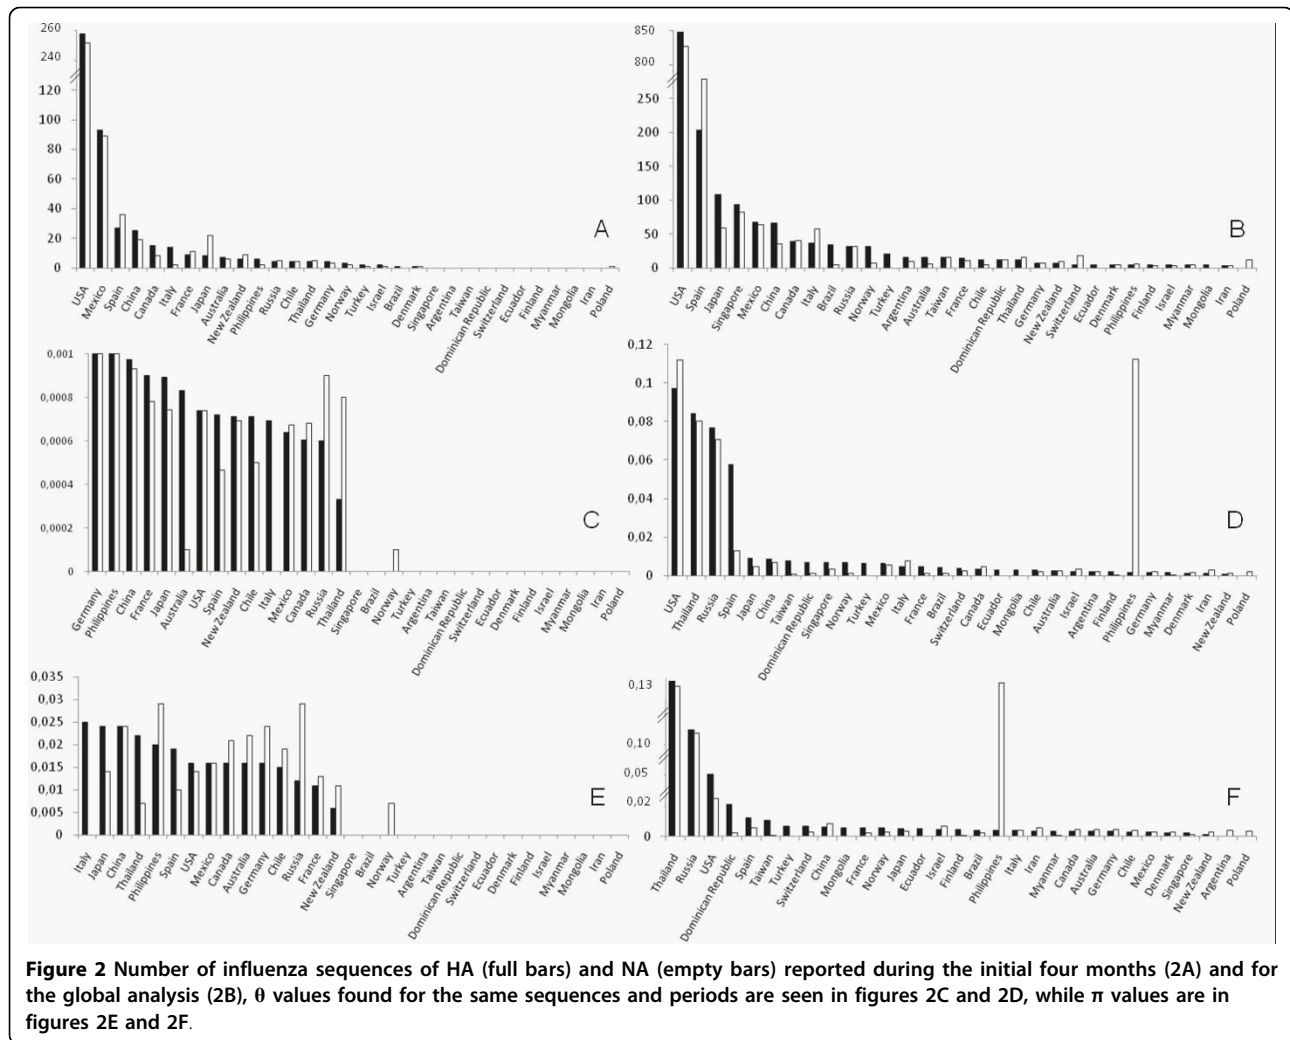 260
240
120
100
80
60
40
20
0
A
USA
Mexico
Spain
China
Canada
Italy
France
Japan
Australia
New Zealand
Philippines
Russia
Chile
Thailand
Germany
Norway
Turkey
Israel
Brazil
Denmark
Singapore
Argentina
Taiwan
Dominican Republic
Switzerland
Ecuador
Finland
Myanmar
Mongolia
Iran
Poland
850
800
250
200
150
100
50
0
B
USA
Spain
Japan
Singapore
Mexico
China
Canada
Italy
Brazil
Russia
Norway
Turkey
Argentina
Australia
Taiwan
France
Chile
Dominican Republic
Thailand
Germany
New Zealand
Switzerland
Ecuador
Denmark
Philippines
Finland
Israel
Myanmar
Mongolia
Iran
Poland
0,001
0,0008
0,0006
0,0004
0,0002
0
C
Germany
Philippines
China
France
Japan
Australia
USA
Spain
New Zealand
Chile
Italy
Mexico
Canada
Russia
Thailand
Singapore
Brazil
Norway
Turkey
Argentina
Taiwan
Dominican Republic
Switzerland
Ecuador
Denmark
Finland
Israel
Myanmar
Mongolia
Iran
Poland
0,12
0,1
0,08
0,06
0,04
0,02
0
D
USA
Thailand
Russia
Spain
Japan
China
Taiwan
Dominican Republic
Singapore
Norway
Turkey
Mexico
Italy
France
Brazil
Switzerland
Canada
Ecuador
Mongolia
Chile
Australia
Israel
Argentina
Finland
Philippines
Germany
Myanmar
Denmark
Iran
New Zealand
Poland
0,035
0,03
0,025
0,02
0,015
0,01
0,005
0
E
Italy
Japan
China
Thailand
Philippines
Spain
USA
Mexico
Canada
Australia
Germany
Chile
Russia
France
New Zealand
Singapore
Brazil
Norway
Turkey
Argentina
Taiwan
Dominican Republic
Switzerland
Ecuador
Denmark
Finland
Israel
Myanmar
Mongolia
Iran
Poland
0,13
0,10
0,05
0,02
0
F
Thailand
Russia
USA
Dominican Republic
Spain
Taiwan
Turkey
Switzerland
China
Mongolia
France
Norway
Japan
Ecuador
Israel
Finland
Brazil
Philippines
Italy
Iran
Myanmar
Canada
Australia
Germany
Chile
Mexico
Denmark
Singapore
New Zealand
Argentina
Poland
Figure 2 Number of influenza sequences of HA (full bars) and NA (empty bars) reported during the initial four months (2A) and for
the global analysis (2B), θ values found for the same sequences and periods are seen in figures 2C and 2D, while π values are in
figures 2E and 2F.